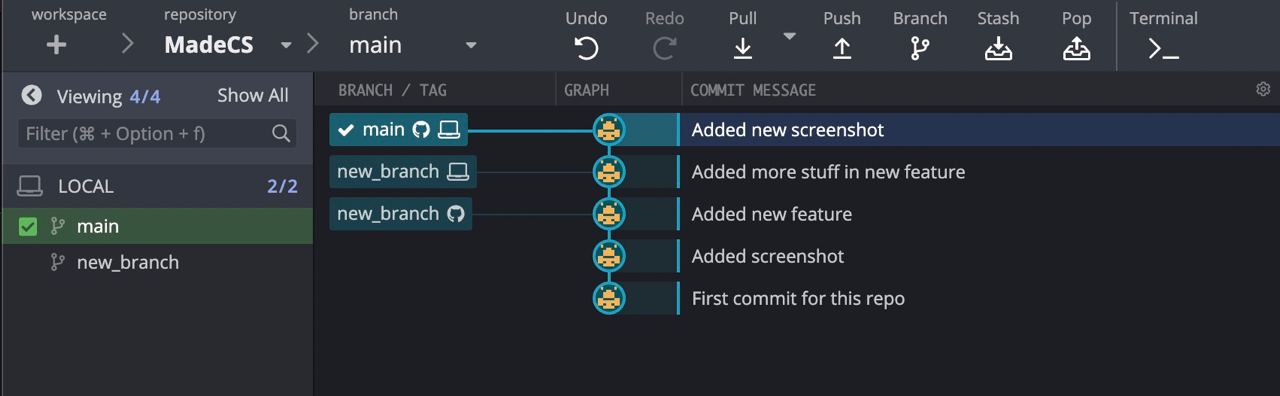 workspace repository branch
MadeCS main
Undo Redo Pull Push Branch Stash Pop Terminal
Viewing 4/4 Show All
Filter (⌘ + Option + f)
LOCAL 2/2
main
new_branch
BRANCH / TAG GRAPH COMMIT MESSAGE
main Added new screenshot
new_branch Added more stuff in new feature
new_branch Added new feature
Added screenshot
First commit for this repo